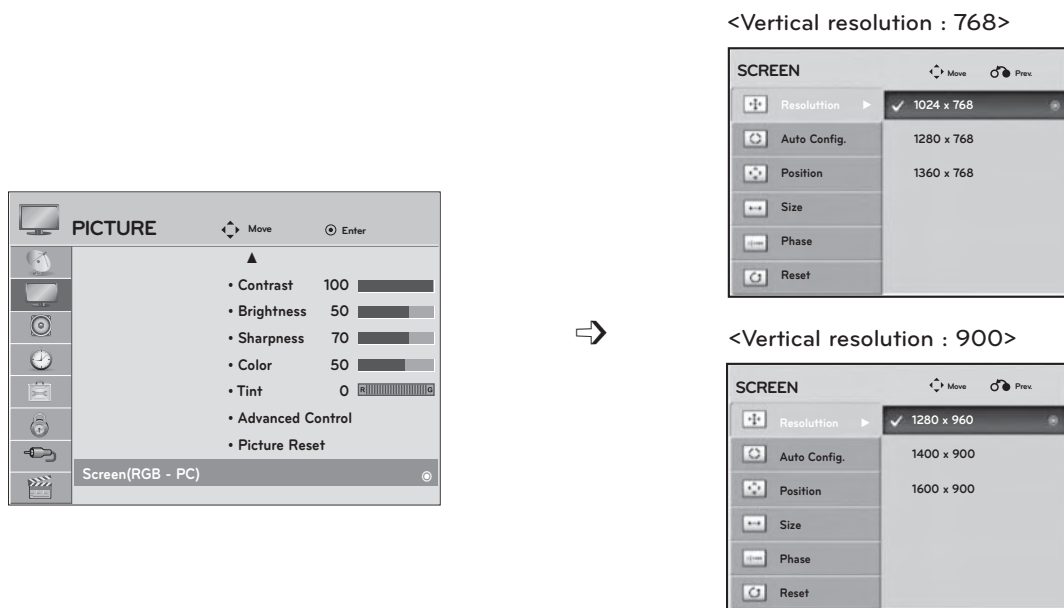 <Vertical resolution : 768>
SCREEN Move Prev.
Resoluttion 1024 x 768
Auto Config. 1280 x 768
Position 1360 x 768
Size
Phase
Reset
PICTURE Move Enter
• Contrast 100
• Brightness 50
• Sharpness 70
• Color 50
• Tint 0 R G
• Advanced Control
• Picture Reset
Screen(RGB - PC)
<Vertical resolution : 900>
SCREEN Move Prev.
Resoluttion 1280 x 960
Auto Config. 1400 x 900
Position 1600 x 900
Size
Phase
Reset